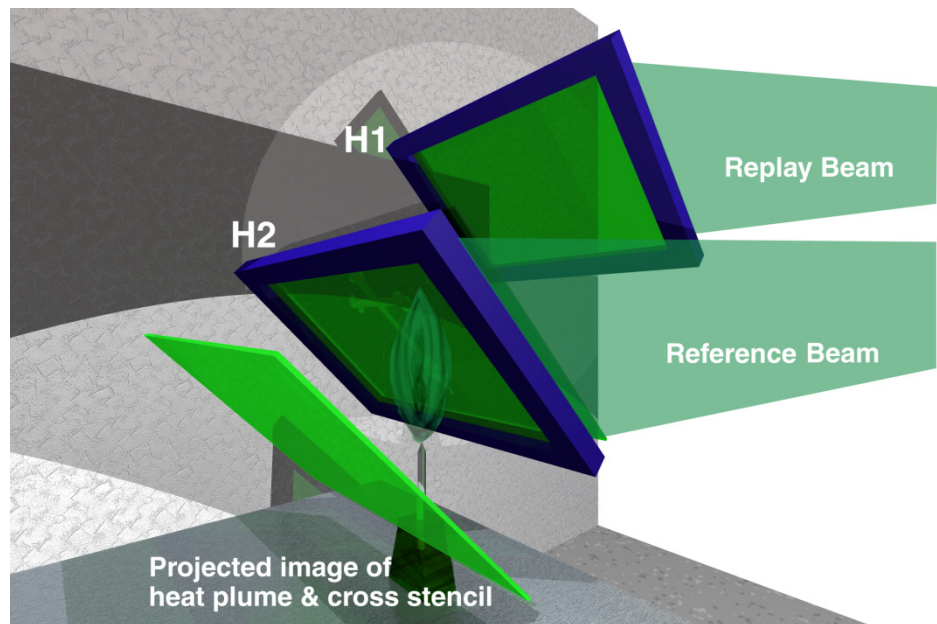 H1
Replay Beam
H2
Reference Beam
Projected image of
heat plume & cross stencil